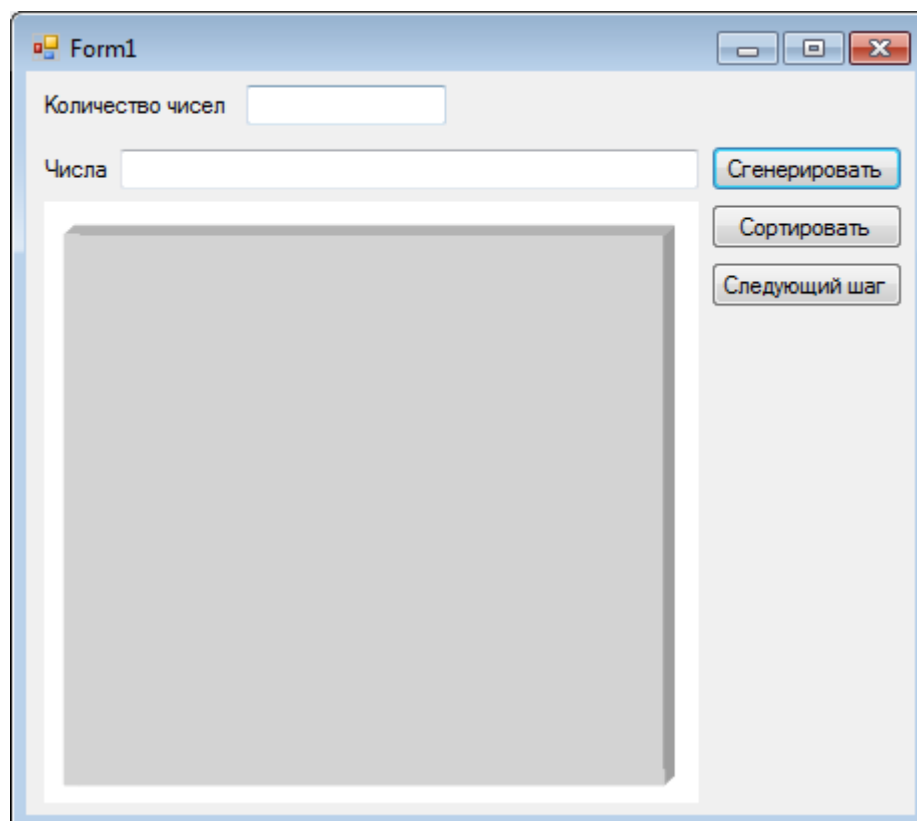 Form1
Количество чисел
Числа
Сгенерировать
Сортировать
Следующий шаг